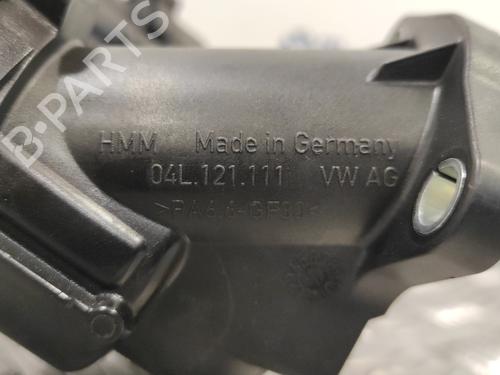 B-PARTS
HMM Made in Germany
04L.121.111 VW AG
>PA6.6-GF30<